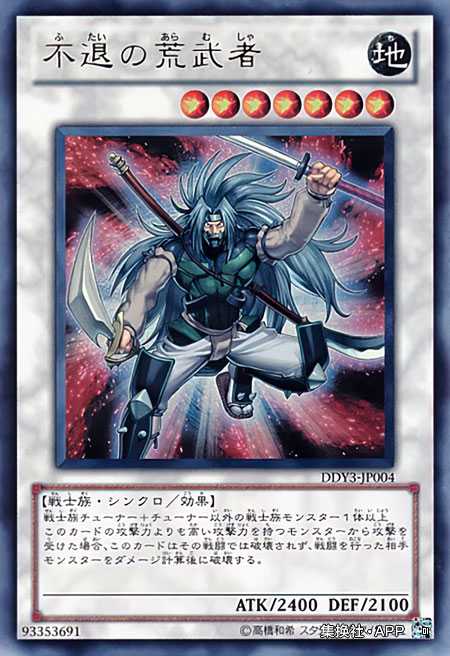 ふたい あらむしゃ
不退の荒武者
地
DDY3-JP004
【戦士族・シンクロ/効果】
戦士族チューナー+チューナー以外の戦士族モンスター1体以上
このカードの攻撃力よりも高い攻撃力を持つモンスターから攻撃を
受けた場合、このカードはその戦闘では破壊されず、戦闘を行った相手
モンスターをダメージ計算後に破壊する。
ATK/2400 DEF/2100
93353691
©高橋和希 スタジオ
集換社·APP